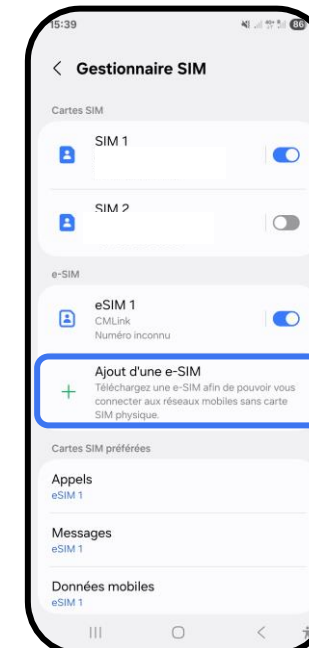 15:39
86
Gestionnaire SIM
Cartes SIM
SIM 1
SIM 2
e-SIM
eSIM 1
CMLink
Numéro inconnu
Ajout d'une e-SIM
Téléchargez une e-SIM afin de pouvoir vous
connecter aux réseaux mobiles sans carte
SIM physique.
Cartes SIM préférées
Appels
eSIM 1
Messages
eSIM 1
Données mobiles
eSIM 1